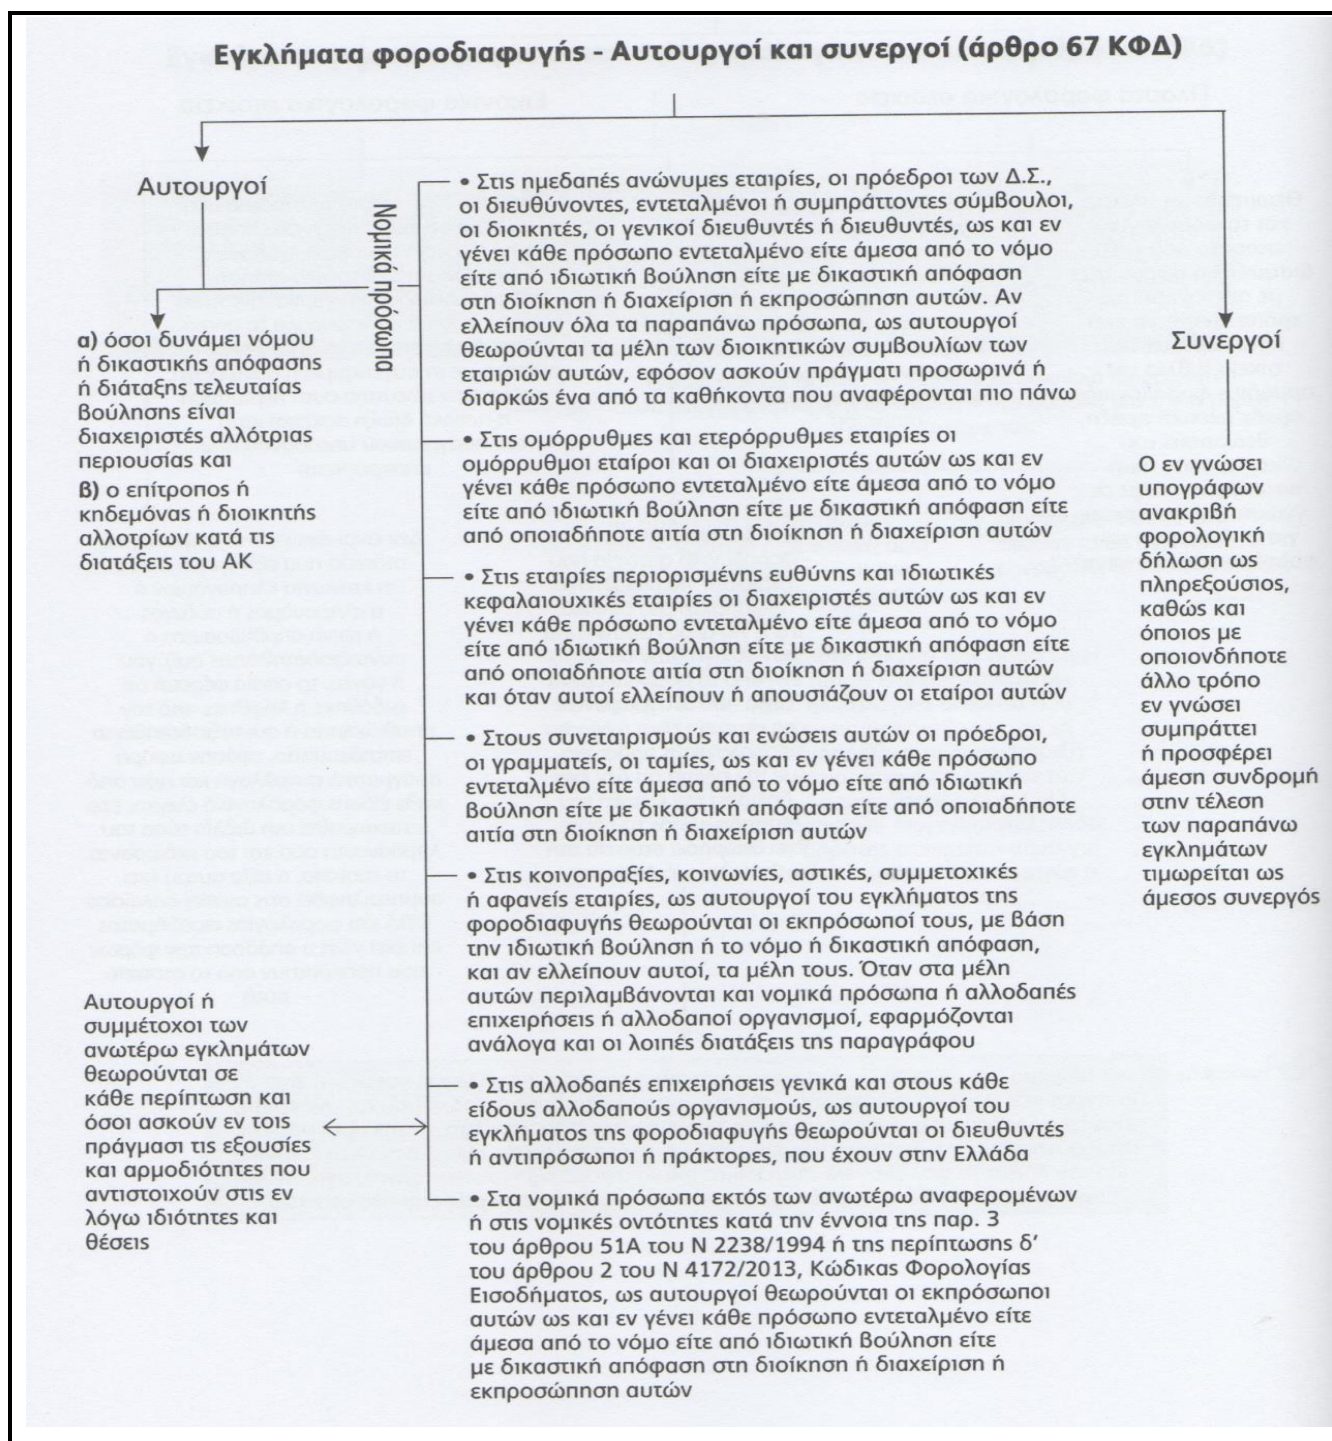 Εγκλήματα φοροδιαφυγής - Αυτουργοί και συνεργοί (άρθρο 67 ΚΦΔ)
Αυτουργοί
α) όσοι δυνάμει νόμου
ή δικαστικής απόφασης
ή διάταξης τελευταίας
βούλησης είναι
διαχειριστές αλλότριας
περιουσίας και
β) ο επίτροπος ή
κηδεμόνας ή διοικητής
αλλοτρίων κατά τις
διατάξεις του ΑΚ
Νομικά πρόσωπα
• Στις ημεδαπές ανώνυμες εταιρίες, οι πρόεδροι των Δ.Σ.,
οι διευθύνοντες, εντεταλμένοι ή συμπράττοντες σύμβουλοι,
οι διοικητές, οι γενικοί διευθυντές ή διευθυντές, ως και εν
γένει κάθε πρόσωπο εντεταλμένο είτε άμεσα από το νόμο
είτε από ιδιωτική βούληση είτε με δικαστική απόφαση
στη διοίκηση ή διαχείριση ή εκπροσώπηση αυτών. Αν
ελλείπουν όλα τα παραπάνω πρόσωπα, ως αυτουργοί
θεωρούνται τα μέλη των διοικητικών συμβουλίων των
εταιριών αυτών, εφόσον ασκούν πράγματι προσωρινά ή
διαρκώς ένα από τα καθήκοντα που αναφέρονται πιο πάνω
• Στις ομόρρυθμες και ετερόρρυθμες εταιρίες οι
ομόρρυθμοι εταίροι και οι διαχειριστές αυτών ως και εν
γένει κάθε πρόσωπο εντεταλμένο είτε άμεσα από το νόμο
είτε από ιδιωτική βούληση είτε με δικαστική απόφαση είτε
από οποιαδήποτε αιτία στη διοίκηση ή διαχείριση αυτών
• Στις εταιρίες περιορισμένης ευθύνης και ιδιωτικές
κεφαλαιουχικές εταιρίες οι διαχειριστές αυτών ως και εν
γένει κάθε πρόσωπο εντεταλμένο είτε άμεσα από το νόμο
είτε από ιδιωτική βούληση είτε με δικαστική απόφαση είτε
από οποιαδήποτε αιτία στη διοίκηση ή διαχείριση αυτών
και όταν αυτοί ελλείπουν ή απουσιάζουν οι εταίροι αυτών
• Στους συνεταιρισμούς και ενώσεις αυτών οι πρόεδροι,
οι γραμματείς, οι ταμίες, ως και εν γένει κάθε πρόσωπο
εντεταλμένο είτε άμεσα από το νόμο είτε από ιδιωτική
βούληση είτε με δικαστική απόφαση είτε από οποιαδήποτε
αιτία στη διοίκηση ή διαχείριση αυτών
• Στις κοινοπραξίες, κοινωνίες, αστικές, συμμετοχικές
ή αφανείς εταιρίες, ως αυτουργοί του εγκλήματος της
φοροδιαφυγής θεωρούνται οι εκπρόσωποί τους, με βάση
την ιδιωτική βούληση ή το νόμο ή δικαστική απόφαση,
και αν ελλείπουν αυτοί, τα μέλη τους. Όταν στα μέλη
αυτών περιλαμβάνονται και νομικά πρόσωπα ή αλλοδαπές
επιχειρήσεις ή αλλοδαποί οργανισμοί, εφαρμόζονται
ανάλογα και οι λοιπές διατάξεις της παραγράφου
• Στις αλλοδαπές επιχειρήσεις γενικά και στους κάθε
είδους αλλοδαπούς οργανισμούς, ως αυτουργοί του
εγκλήματος της φοροδιαφυγής θεωρούνται οι διευθυντές
ή αντιπρόσωποι ή πράκτορες, που έχουν στην Ελλάδα
• Στα νομικά πρόσωπα εκτός των ανωτέρω αναφερομένων
ή στις νομικές οντότητες κατά την έννοια της παρ. 3
του άρθρου 51Α του Ν 2238/1994 ή της περίπτωσης δ’
του άρθρου 2 του Ν 4172/2013, Κώδικας Φορολογίας
Εισοδήματος, ως αυτουργοί θεωρούνται οι εκπρόσωποι
αυτών ως και εν γένει κάθε πρόσωπο εντεταλμένο είτε
άμεσα από το νόμο είτε από ιδιωτική βούληση είτε
με δικαστική απόφαση στη διοίκηση ή διαχείριση ή
εκπροσώπηση αυτών
Αυτουργοί ή
συμμέτοχοι των
ανωτέρω εγκλημάτων
θεωρούνται σε
κάθε περίπτωση και
όσοι ασκούν εν τοις
πράγμασι τις εξουσίες
και αρμοδιότητες που
αντιστοιχούν στις εν
λόγω ιδιότητες και
θέσεις
Συνεργοί
Ο εν γνώσει
υπογράφων
ανακριβή
φορολογική
δήλωση ως
πληρεξούσιος,
καθώς και
όποιος με
οποιονδήποτε
άλλο τρόπο
εν γνώσει
συμπράττει
ή προσφέρει
άμεση συνδρομή
στην τέλεση
των παραπάνω
εγκλημάτων
τιμωρείται ως
άμεσος συνεργός